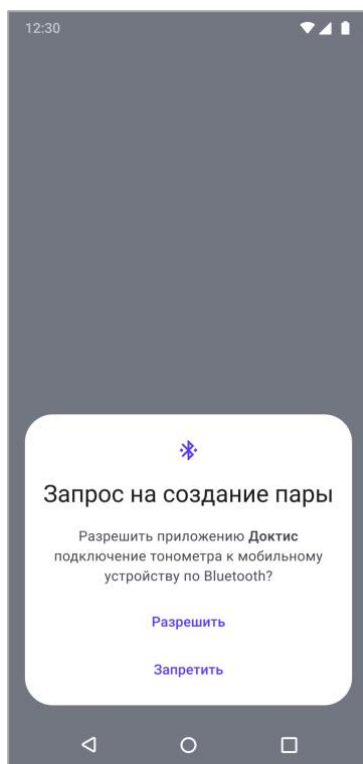 12:30
Запрос на создание пары
Разрешить приложению Доктис
подключение тонометра к мобильному
устройству по Bluetooth?
Разрешить
Запретить